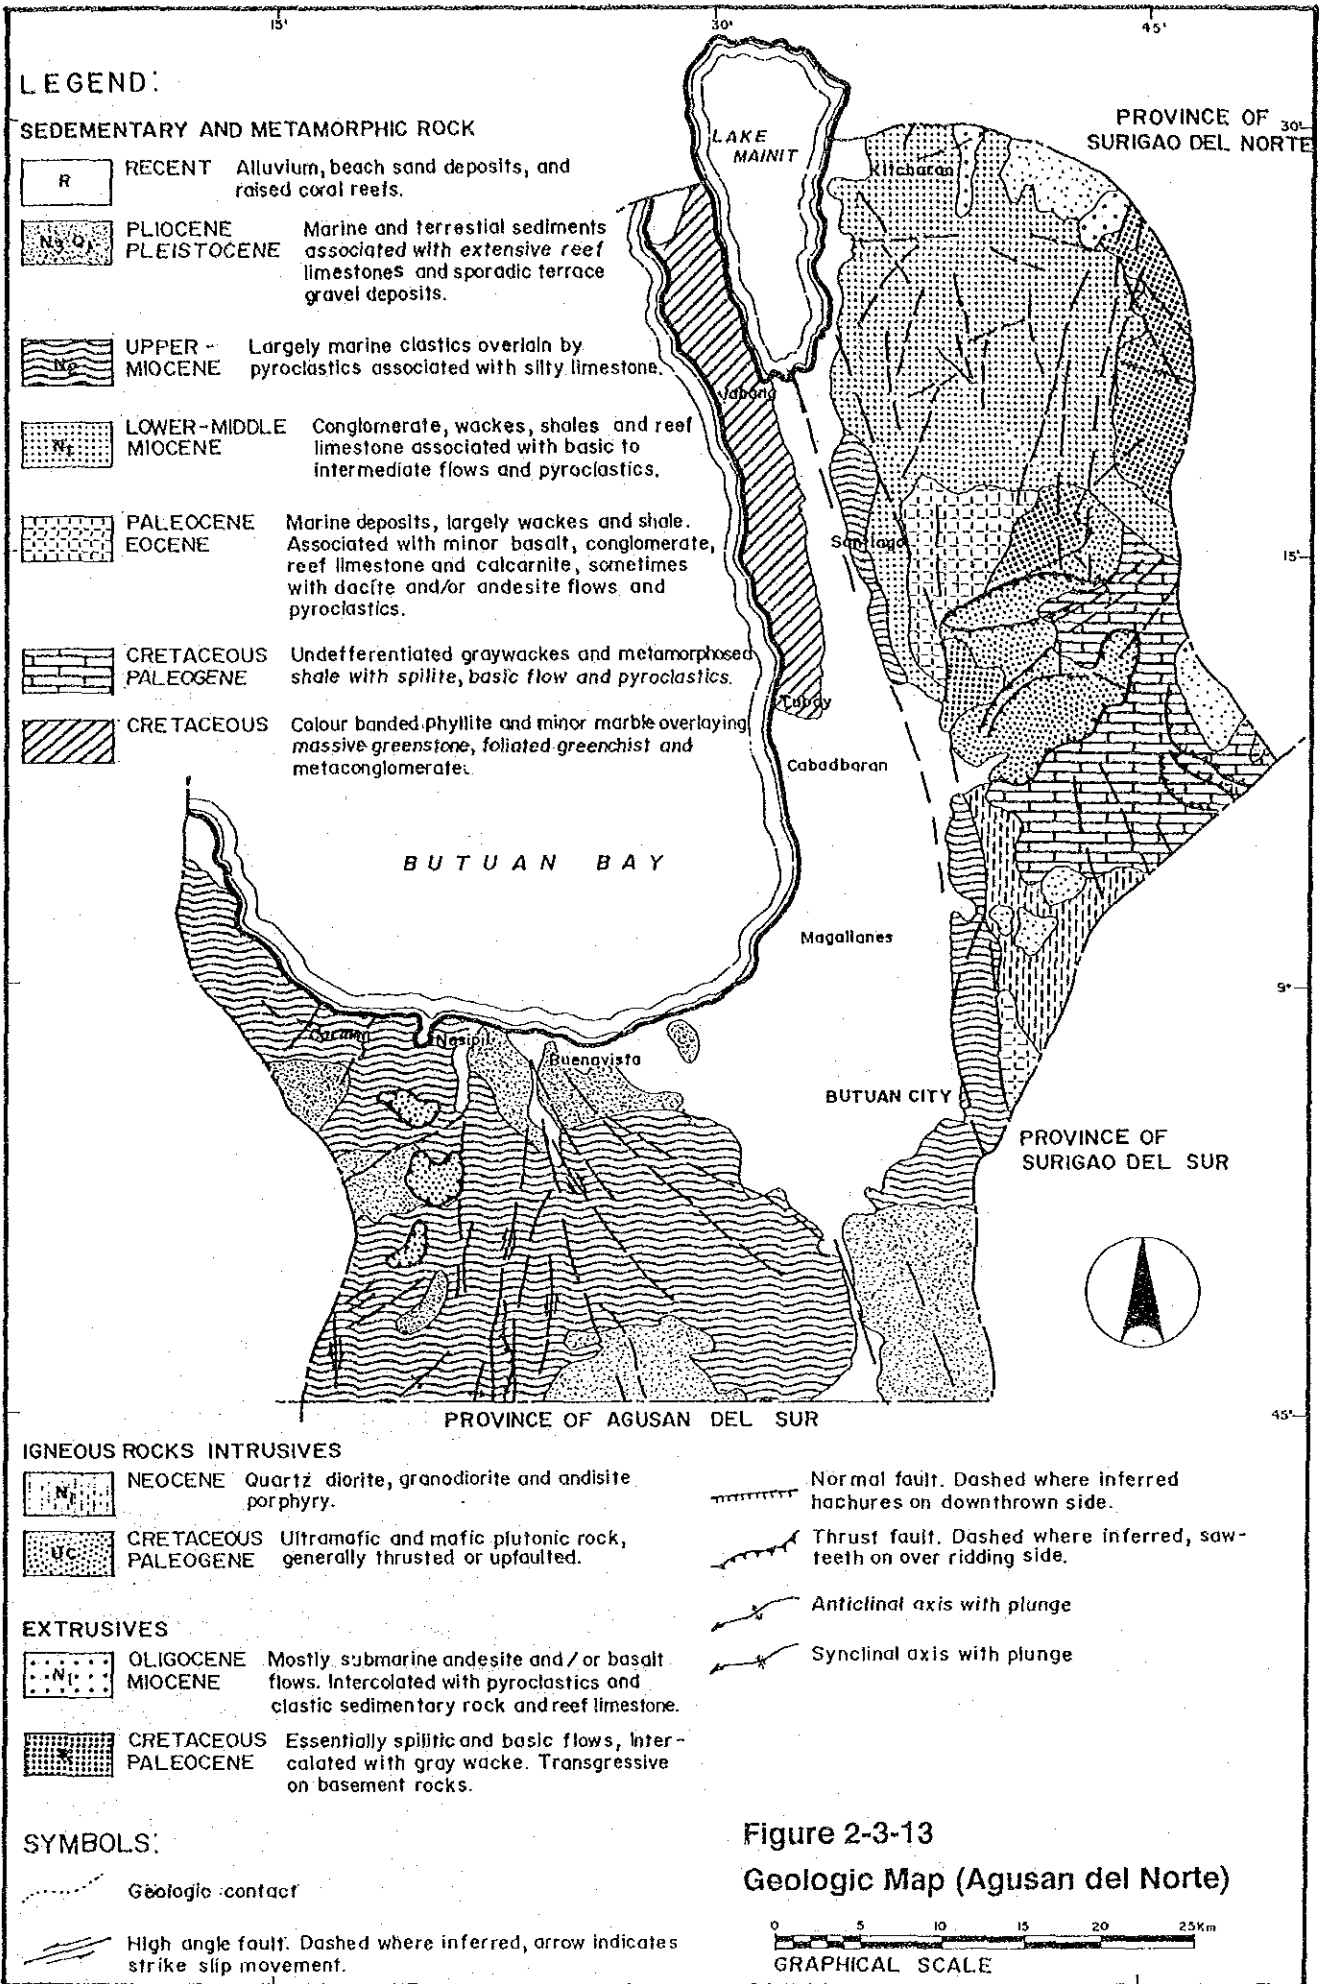 15'
30'
45'
LEGEND:
SEDEMENTARY AND METAMORPHIC ROCK
R
RECENT Alluvium, beach sand deposits, and
raised coral reefs.
N3Q1
PLIOCENE Marine and terrestial sediments
PLEISTOCENE associated with extensive reef
limestones and sporadic terrace
gravel deposits.
N2
UPPER - Largely marine clastics overlain by
MIOCENE pyroclastics associated with silty limestone.
N1
LOWER-MIDDLE Conglomerate, wackes, shales and reef
MIOCENE limestone associated with basic to
intermediate flows and pyroclastics.
PALEOCENE Marine deposits, largely wackes and shale.
EOCENE Associated with minor basalt, conglomerate,
reef limestone and calcarnite, sometimes
with dacite and/or andesite flows and
pyroclastics.
CRETACEOUS Undefferentiated graywackes and metamorphosed
PALEOGENE shale with spilite, basic flow and pyroclastics.
CRETACEOUS Colour banded phyllite and minor marble overlaying
massive greenstone, foliated greenchist and
metaconglomerate.
LAKE
MAINIT
PROVINCE OF
SURIGAO DEL NORTE
30'
Kitcharan
Jabong
Santiago
15'
Tubay
Cabadbaran
BUTUAN BAY
Magallanes
9°
Carcana
Nasipit
Buenavista
BUTUAN CITY
PROVINCE OF
SURIGAO DEL SUR
PROVINCE OF AGUSAN DEL SUR
45'
IGNEOUS ROCKS INTRUSIVES
N1
NEOCENE Quartz diorite, granodiorite and andisite
porphyry.
UC
CRETACEOUS Ultramafic and mafic plutonic rock,
PALEOGENE generally thrusted or upfaulted.
EXTRUSIVES
N1
OLIGOCENE Mostly submarine andesite and/or basalt
MIOCENE flows. Intercolated with pyroclastics and
clastic sedimentary rock and reef limestone.
CRETACEOUS Essentially spilitic and basic flows, Inter-
PALEOCENE calated with gray wacke. Transgressive
on basement rocks.
Normal fault. Dashed where inferred
hachures on downthrown side.
Thrust fault. Dashed where inferred, saw-
teeth on over ridding side.
Anticlinal axis with plunge
Synclinal axis with plunge
SYMBOLS:
Geologic contact
High angle fault. Dashed where inferred, arrow indicates
strike slip movement.
Figure 2-3-13
Geologic Map (Agusan del Norte)
0 5 10 15 20 25Km
GRAPHICAL SCALE